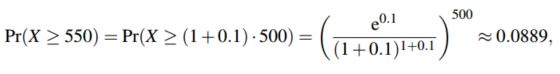 Pr(X ≥ 550) = Pr(X ≥ (1+0.1)·500) = (e^{0.1} / (1+0.1)^{1+0.1})^{500} ≈ 0.0889,